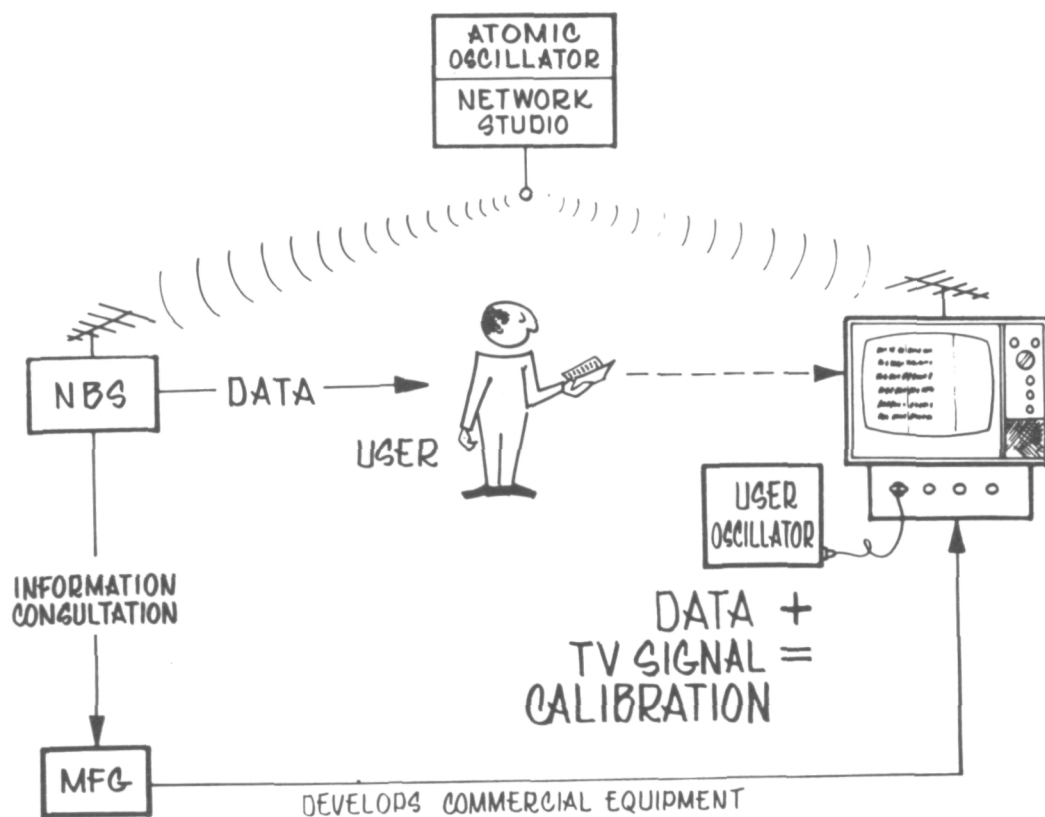 ATOMIC
OSCILLATOR
NETWORK
STUDIO
NBS
DATA
USER
USER
OSCILLATOR
INFORMATION
CONSULTATION
DATA +
TV SIGNAL =
CALIBRATION
MFG
DEVELOPS COMMERCIAL EQUIPMENT